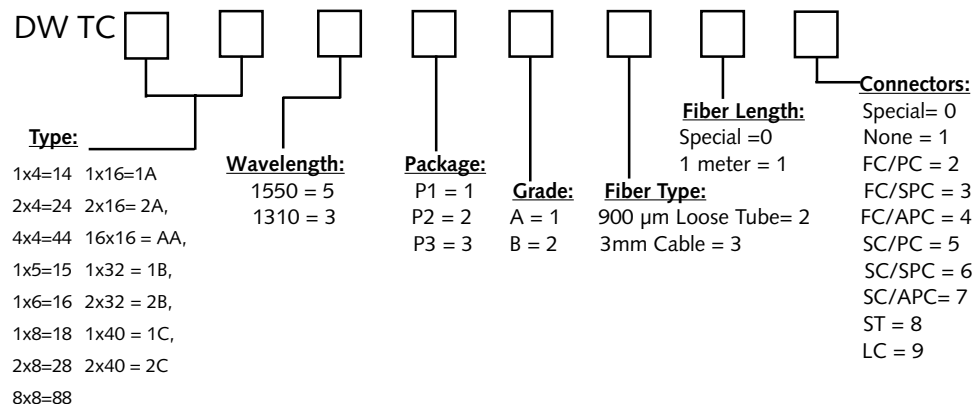 DW TC
Type:
1x4=14 1x16=1A
2x4=24 2x16= 2A,
4x4=44 16x16 = AA,
1x5=15 1x32 = 1B,
1x6=16 2x32 = 2B,
1x8=18 1x40 = 1C,
2x8=28 2x40 = 2C
8x8=88
Wavelength:
1550 = 5
1310 = 3
Package:
P1 = 1
P2 = 2
P3 = 3
Grade:
A = 1
B = 2
Fiber Type:
900 µm Loose Tube= 2
3mm Cable = 3
Fiber Length:
Special =0
1 meter = 1
Connectors:
Special= 0
None = 1
FC/PC = 2
FC/SPC = 3
FC/APC = 4
SC/PC = 5
SC/SPC = 6
SC/APC= 7
ST = 8
LC = 9